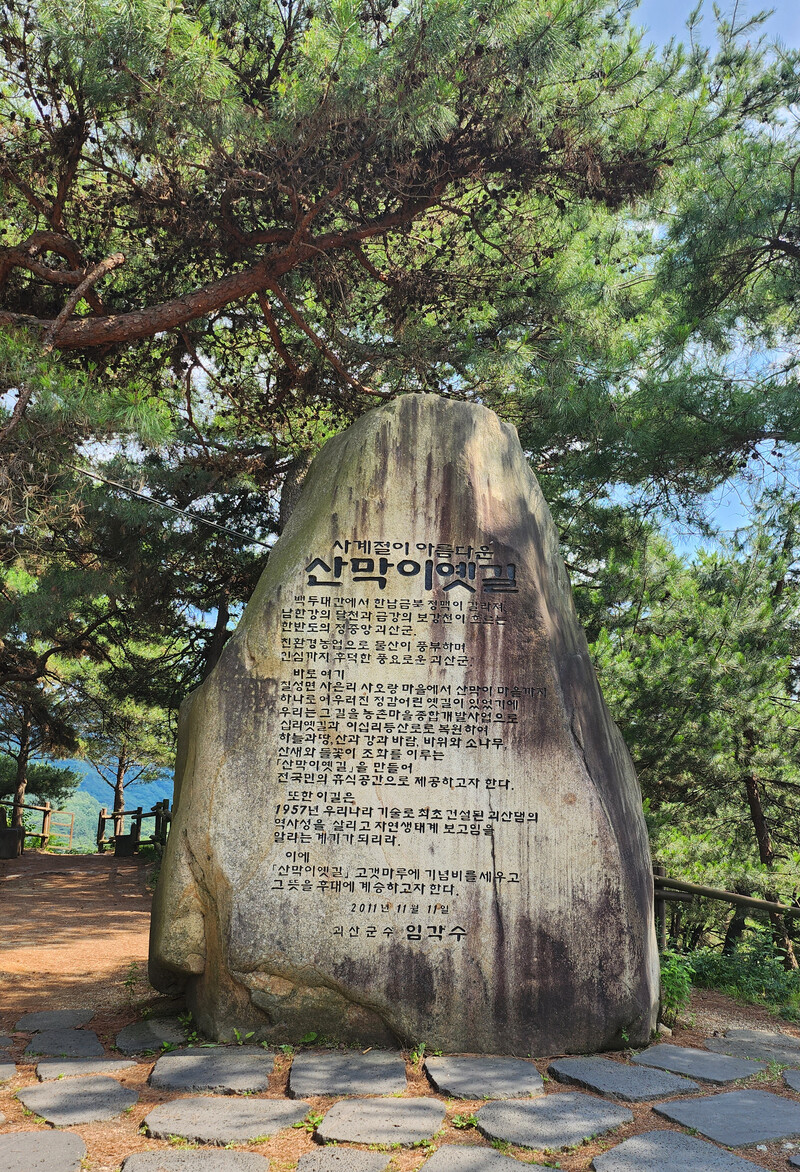 사계절이 아름다운
산막이옛길
백두대간에서 한남금북 정맥이 갈라져
남한강의 달천과 금강의 보강천이 흐르는
한반도의 정중앙 괴산군.
친환경농업으로 물산이 풍부하며
인심까지 후덕한 풍요로운 괴산군!
바로 여기
칠성면 사은리 사오랑 마을에서 산막이 마을까지
하나로 어우러진 정감어린 옛길이 있었기에
우리는 그 길을 농촌마을종합개발사업으로
십리옛길과 이십리등산로로 복원하여
하늘과 땅, 산과 강과 바람, 바위와 소나무,
산새와 들꽃이 조화를 이루는
「산막이옛길」을 만들어
전국민의 휴식공간으로 제공하고자 한다.
또한 이길은
1957년 우리나라 기술로 최초 건설된 괴산댐의
역사성을 살리고 자연생태계 보고임을
알리는 계기가 되리라.
이에
「산막이옛길」 고갯마루에 기념비를 세우고
그 뜻을 후대에 계승하고자 한다.
2011년 11월 11일
괴산군수 임각수